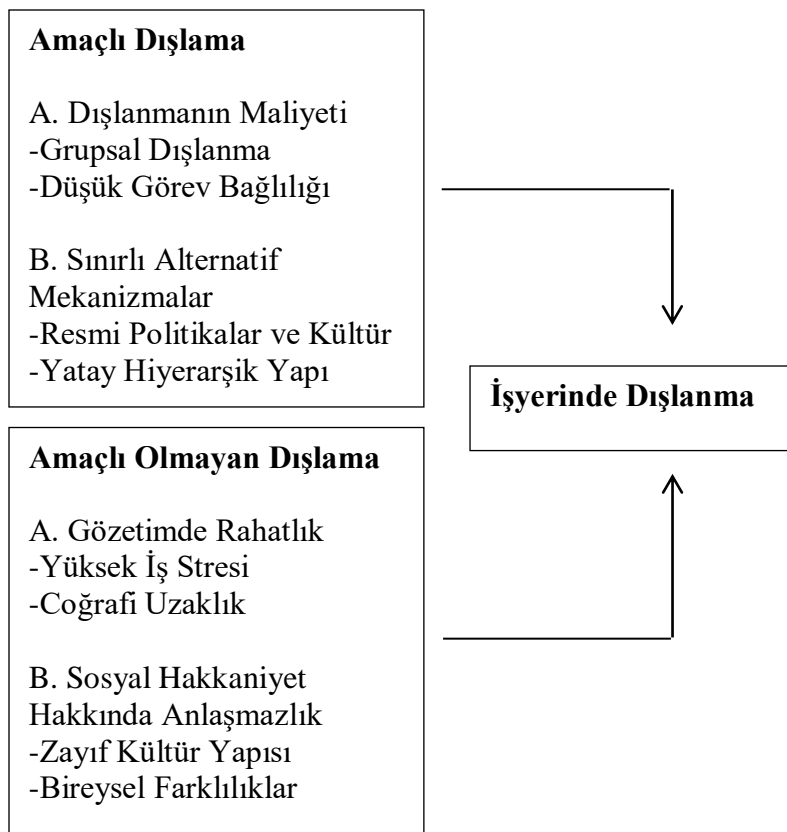 Amaçlı Dışlama
A. Dışlanmanın Maliyeti
-Grupsal Dışlanma
-Düşük Görev Bağlılığı
B. Sınırlı Alternatif
Mekanizmalar
-Resmi Politikalar ve Kültür
-Yatay Hiyerarşik Yapı
Amaçlı Olmayan Dışlama
A. Gözetimde Rahatlık
-Yüksek İş Stresi
-Coğrafi Uzaklık
B. Sosyal Hakkaniyet
Hakkında Anlaşmazlık
-Zayıf Kültür Yapısı
-Bireysel Farklılıklar
İşyerinde Dışlanma